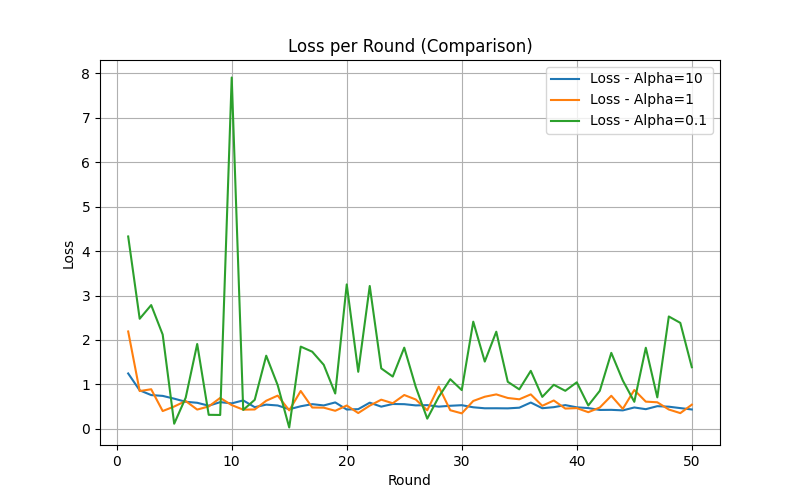 Loss per Round (Comparison)
Loss - Alpha=10
Loss - Alpha=1
Loss - Alpha=0.1
8
7
6
5
4
3
2
1
0
Loss
0 10 20 30 40 50
Round